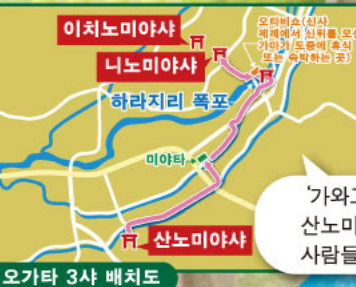 이치노미야샤
니노미야샤
오타비쇼(신사
제례에서 신위를 모신
가마가 도중에 휴식
또는 숙박하는 곳)
하라지리 폭포
미야타
산노미야샤
'가와그
산노미
사람들
오가타 3샤 배치도